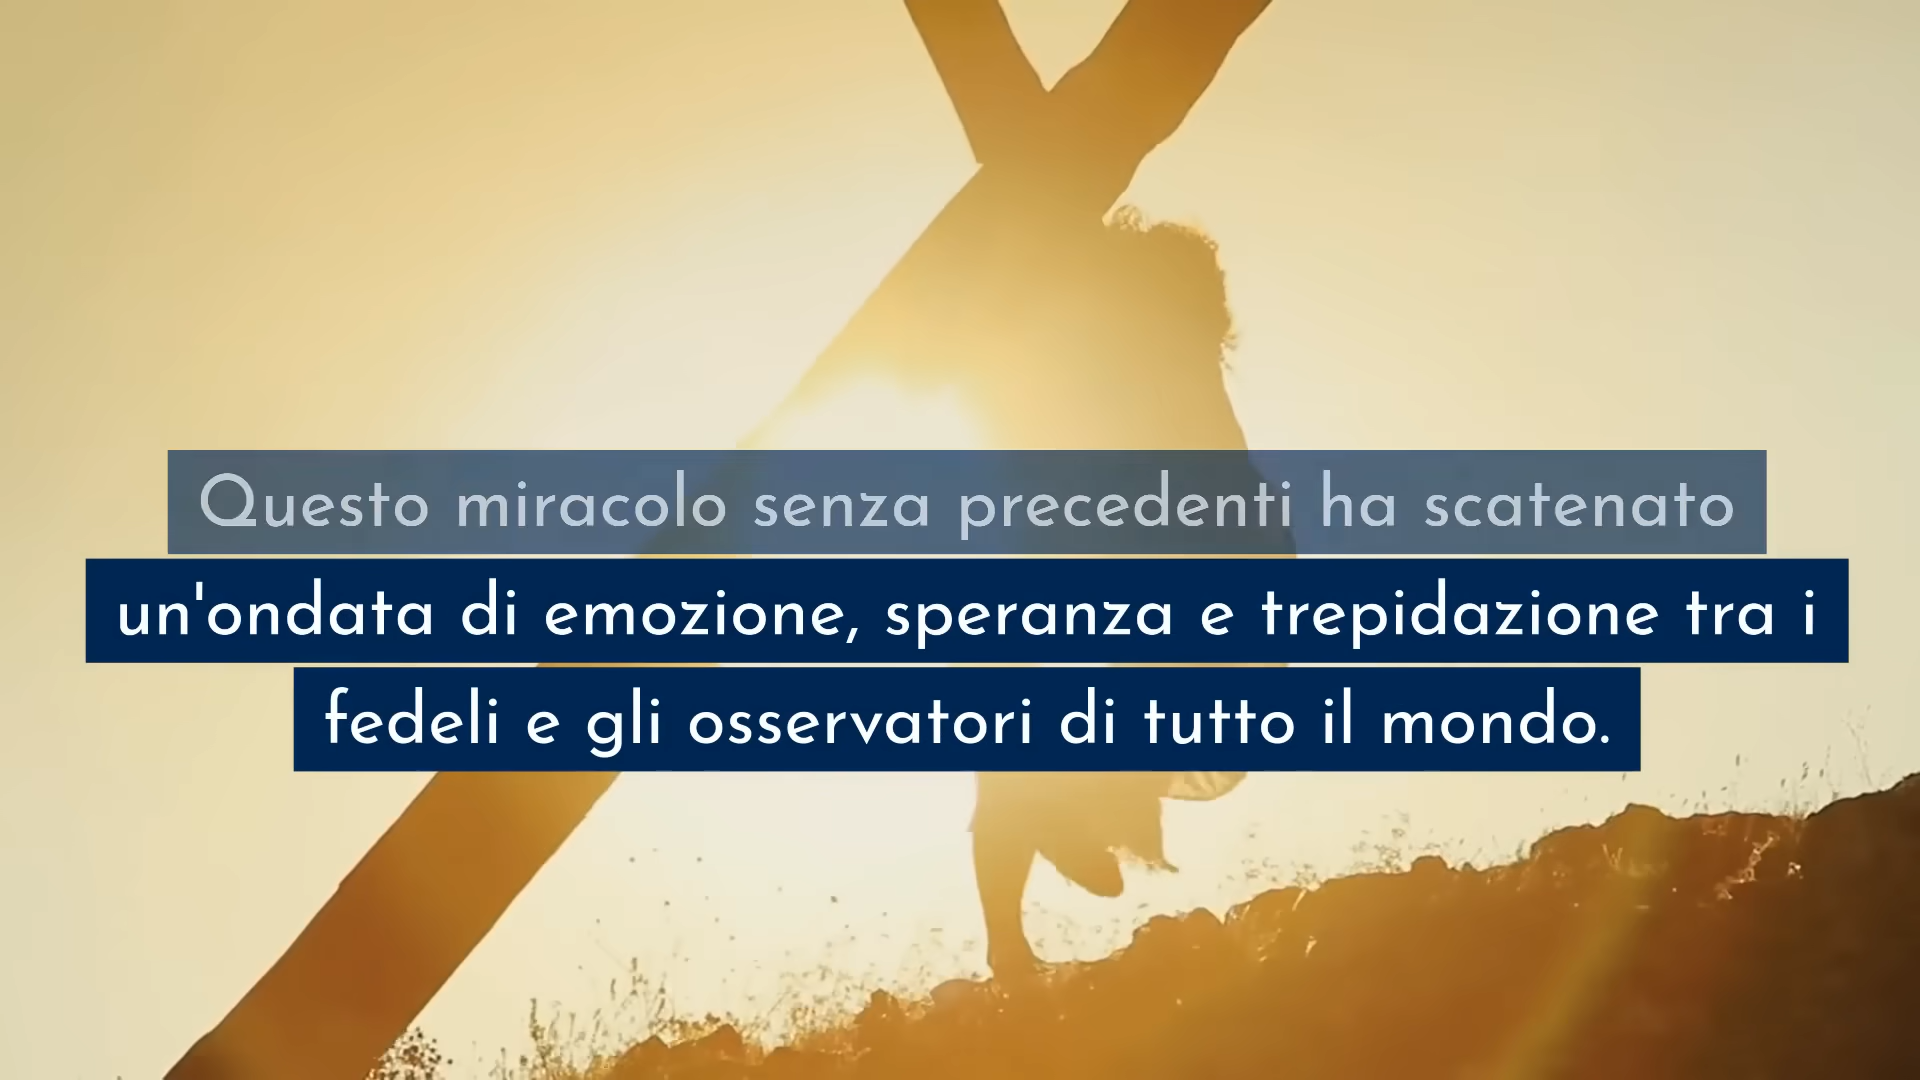 Questo miracolo senza precedenti ha scatenato
un'ondata di emozione, speranza e trepidazione tra i
fedeli e gli osservatori di tutto il mondo.